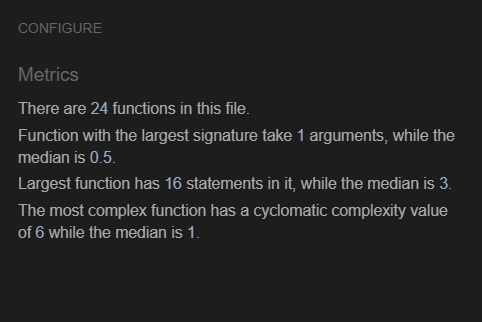 CONFIGURE
Metrics
There are 24 functions in this file.
Function with the largest signature take 1 arguments, while the
median is 0.5.
Largest function has 16 statements in it, while the median is 3.
The most complex function has a cyclomatic complexity value
of 6 while the median is 1.